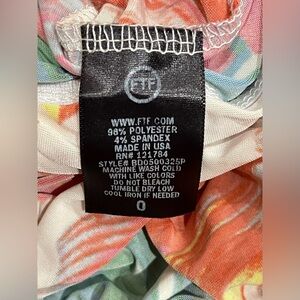 FTF
WWW.FTF.COM
96% POLYESTER
4% SPANDEX
MADE IN USA
RN# 121784
STYLE# BD0500325P
MACHINE WASH COLD
WITH LIKE COLORS
DO NOT BLEACH
TUMBLE DRY LOW
COOL IRON IF NEEDED
0